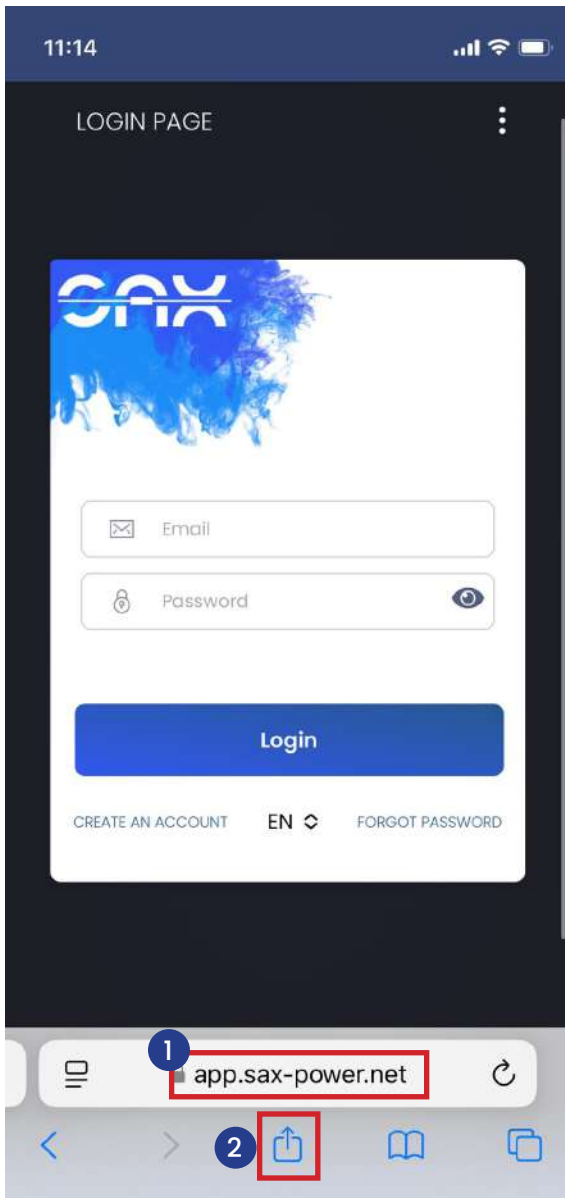 11:14
LOGIN PAGE
SAX
Email
Password
Login
CREATE AN ACCOUNT EN FORGOT PASSWORD
1
app.sax-power.net
2